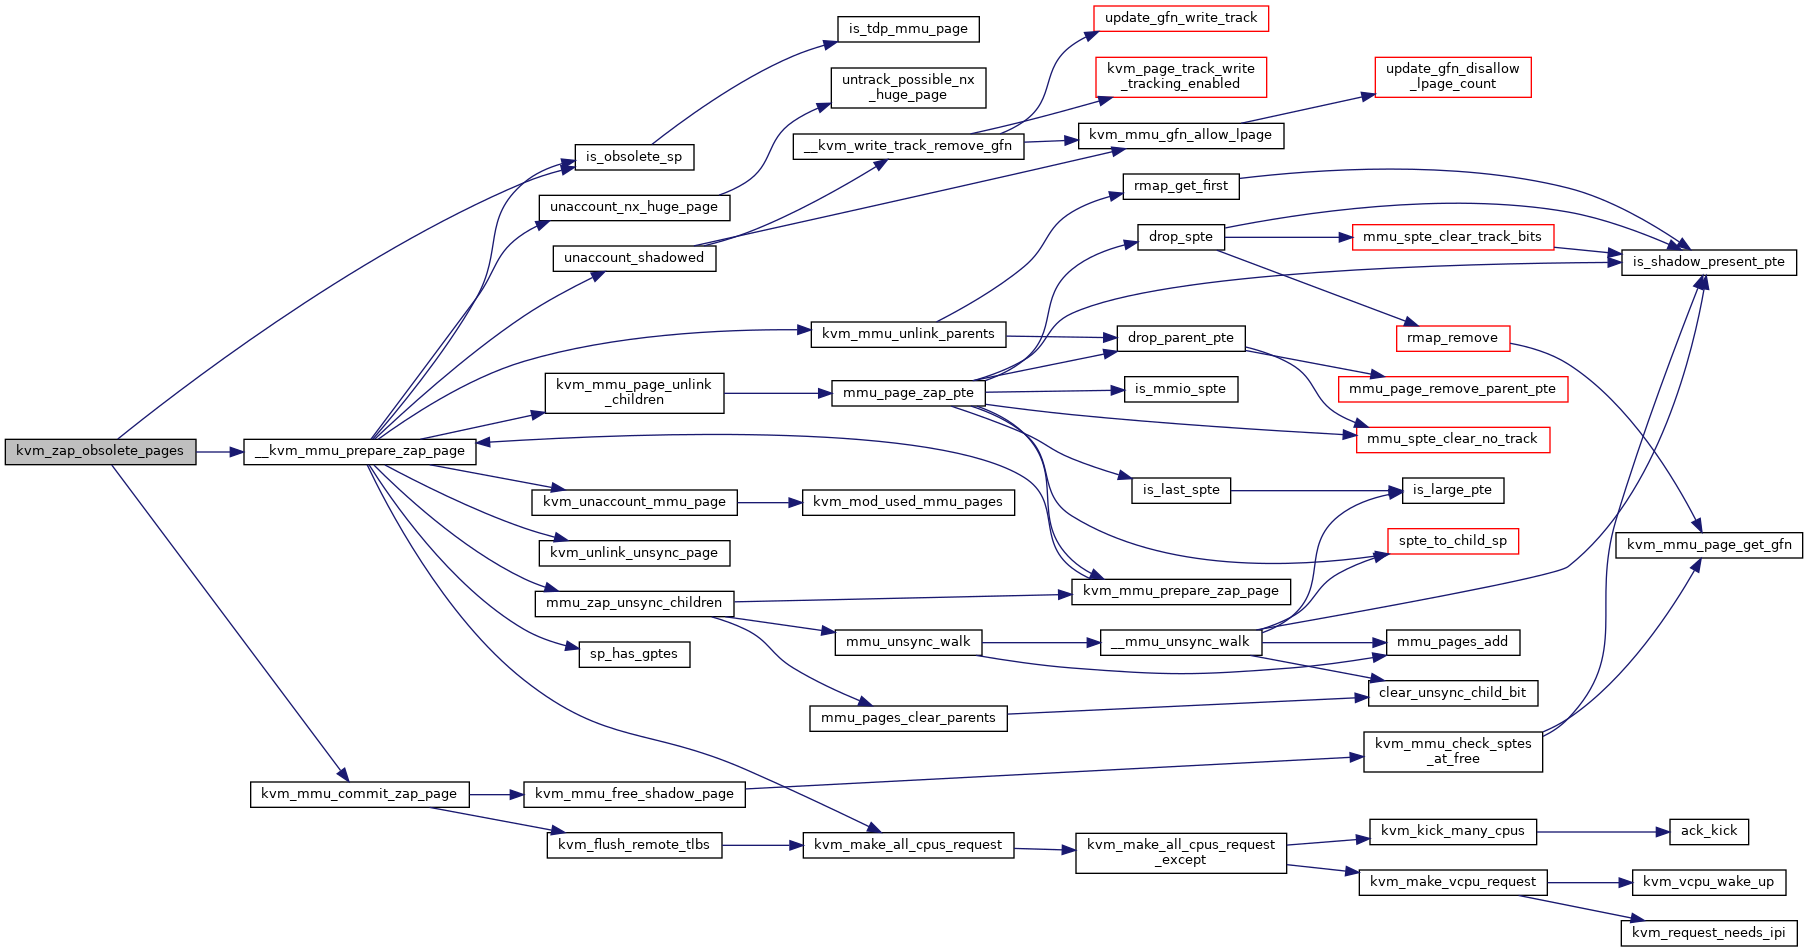 kvm_zap_obsolete_pages
__kvm_mmu_prepare_zap_page
kvm_mmu_commit_zap_page
is_obsolete_sp
unaccount_nx_huge_page
unaccount_shadowed
kvm_mmu_page_unlink
_children
kvm_unaccount_mmu_page
kvm_unlink_unsync_page
mmu_zap_unsync_children
sp_has_gptes
kvm_mmu_free_shadow_page
kvm_flush_remote_tlbs
is_tdp_mmu_page
untrack_possible_nx
_huge_page
__kvm_write_track_remove_gfn
kvm_mmu_unlink_parents
mmu_page_zap_pte
kvm_mod_used_mmu_pages
mmu_unsync_walk
mmu_pages_clear_parents
kvm_make_all_cpus_request
update_gfn_write_track
kvm_page_track_write
_tracking_enabled
kvm_mmu_gfn_allow_lpage
rmap_get_first
drop_spte
drop_parent_pte
is_mmio_spte
is_last_spte
kvm_mmu_prepare_zap_page
__mmu_unsync_walk
kvm_make_all_cpus_request
_except
update_gfn_disallow
_lpage_count
mmu_spte_clear_track_bits
rmap_remove
mmu_page_remove_parent_pte
mmu_spte_clear_no_track
is_large_pte
spte_to_child_sp
mmu_pages_add
clear_unsync_child_bit
kvm_mmu_check_sptes
_at_free
kvm_kick_many_cpus
kvm_make_vcpu_request
is_shadow_present_pte
kvm_mmu_page_get_gfn
ack_kick
kvm_vcpu_wake_up
kvm_request_needs_ipi